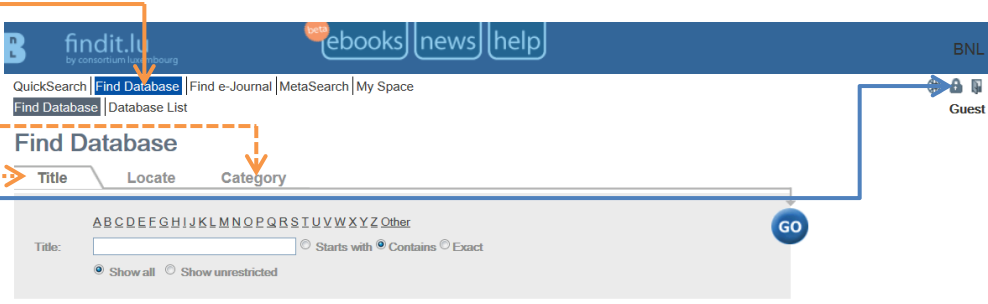 beta
findit.lu ebooks news help
by consortium luxembourg BNL
QuickSearch Find Database Find e-Journal MetaSearch My Space
Find Database Database List Guest
Find Database
Title Locate Category
A B C D E F G H I J K L M N O P Q R S T U V W X Y Z Other
GO
Title: Starts with Contains Exact
Show all Show unrestricted